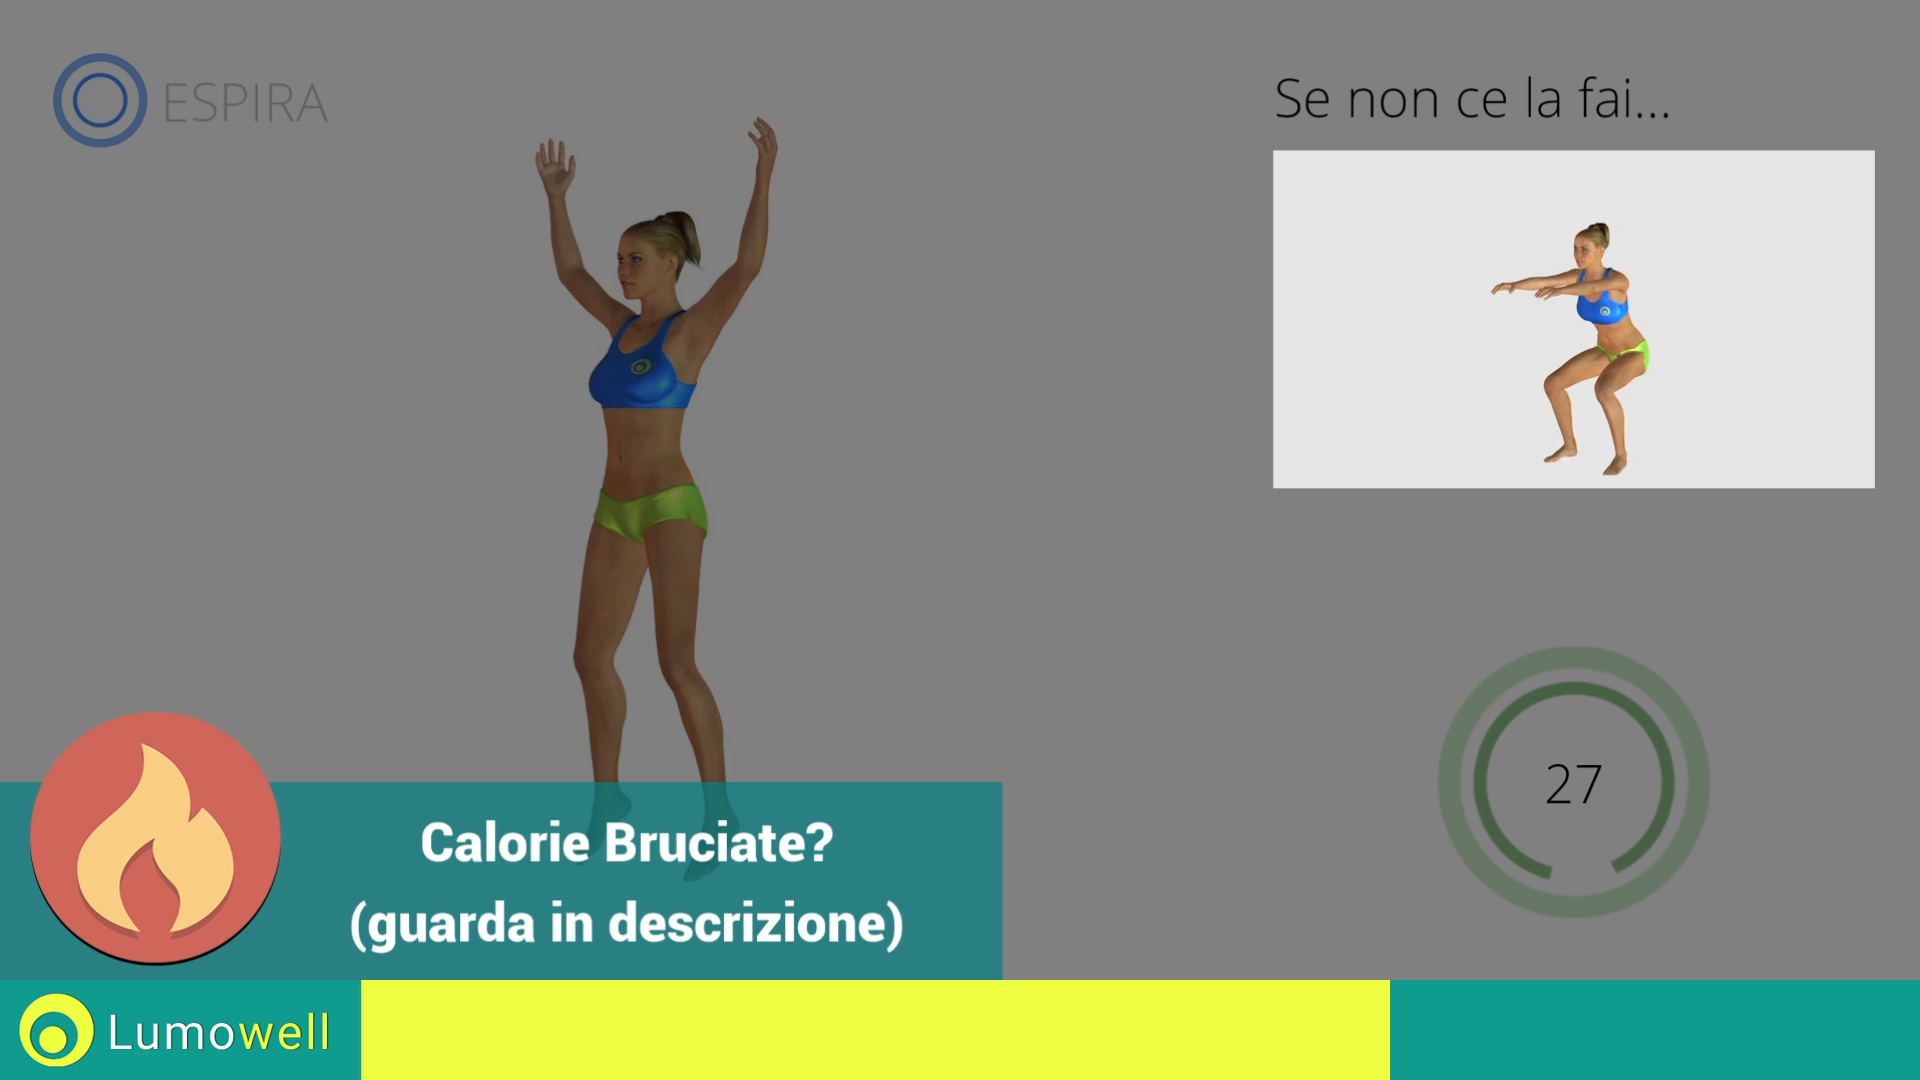 ESPIRA
Se non ce la fai...
27
Calorie Bruciate?
(guarda in descrizione)
Lumowell